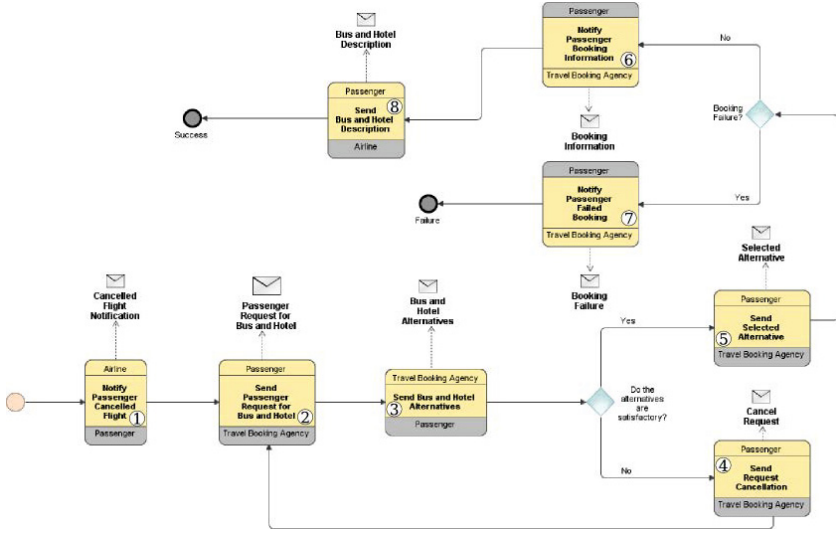 Passenger
Notify
Passenger
Booking
Information
6
Travel Booking Agency
Booking
Information
No
Booking
Failure?
Yes
Bus and Hotel
Description
Passenger
Send
Bus and Hotel
Description
8
Airline
Success
Passenger
Notify
Passenger
Failed
Booking
7
Travel Booking Agency
Booking
Failure
Failure
Cancelled
Flight
Notification
Airline
Notify
Passenger
Cancelled
Flight
1
Passenger
Passenger
Request for
Bus and Hotel
Passenger
Send
Passenger
Request for
Bus and Hotel
2
Travel Booking Agency
Bus and
Hotel
Alternatives
Travel Booking Agency
Send Bus and Hotel
Alternatives
3
Passenger
Do the
alternatives
are
satisfactory?
Yes
No
Selected
Alternative
Passenger
Send
Selected
Alternative
5
Travel Booking Agency
Cancel
Request
Passenger
4
Send
Request
Cancellation
Travel Booking Agency